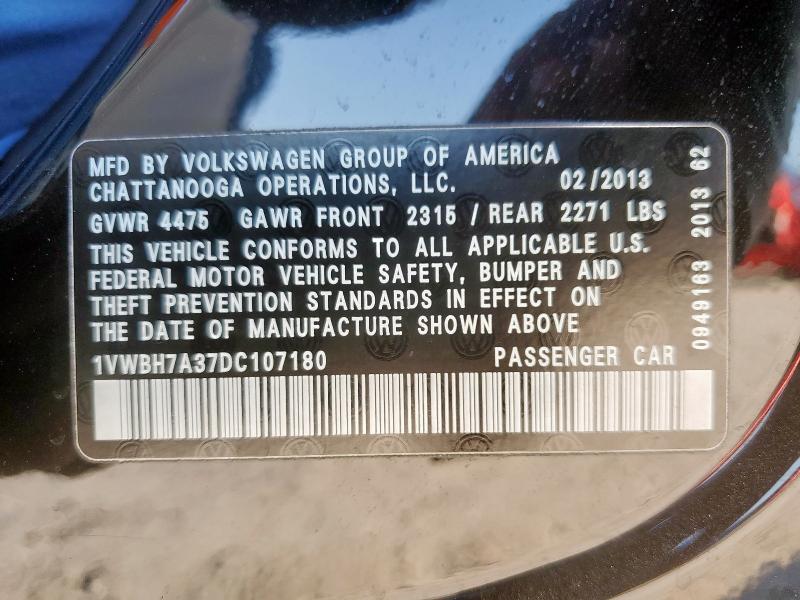 MFD BY VOLKSWAGEN GROUP OF AMERICA
CHATTANOOGA OPERATIONS, LLC. 02/2013
GVWR 4475 GAWR FRONT 2315 / REAR 2271 LBS
THIS VEHICLE CONFORMS TO ALL APPLICABLE U.S.
FEDERAL MOTOR VEHICLE SAFETY, BUMPER AND
THEFT PREVENTION STANDARDS IN EFFECT ON
THE DATE OF MANUFACTURE SHOWN ABOVE
1VWBH7A37DC107180 PASSENGER CAR
0949163 2013 62